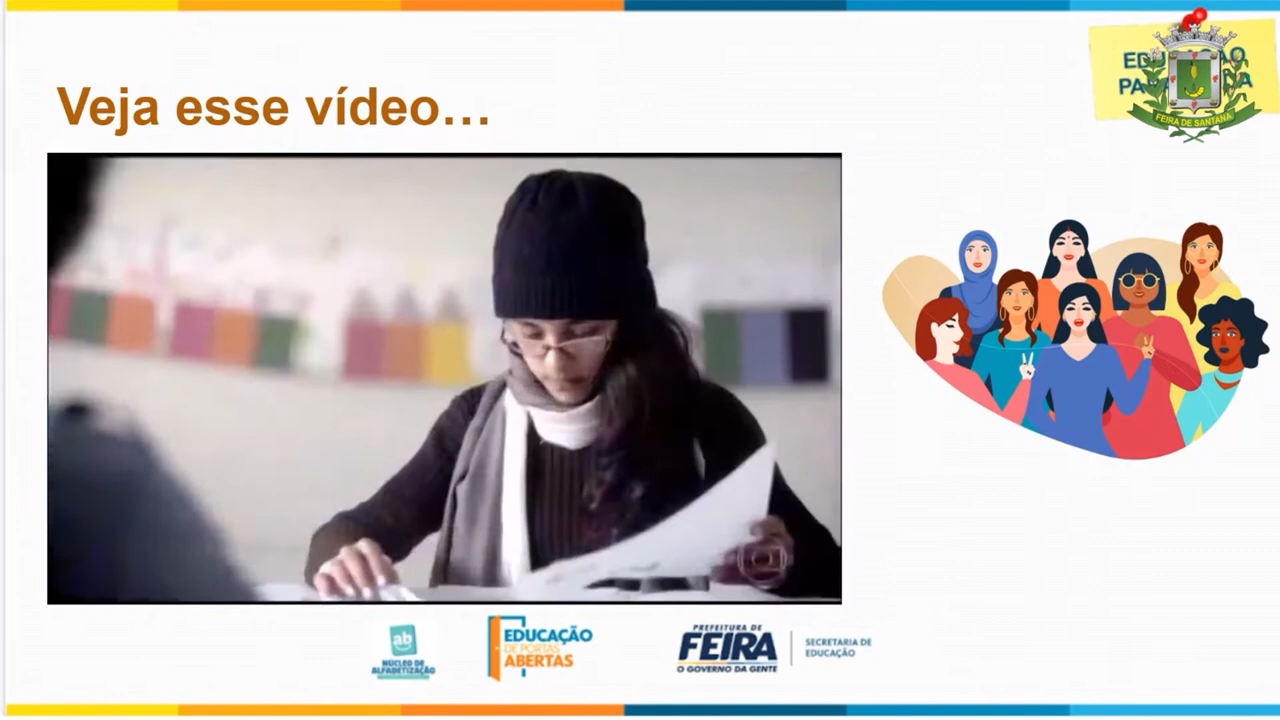 Veja esse vídeo...
FEIRA DE SANTANA
ab
NÚCLEO DE
ALFABETIZAÇÃO
EDUCAÇÃO
DE PORTAS
ABERTAS
PREFEITURA DE
FEIRA
O GOVERNO DA GENTE
SECRETARIA DE
EDUCAÇÃO